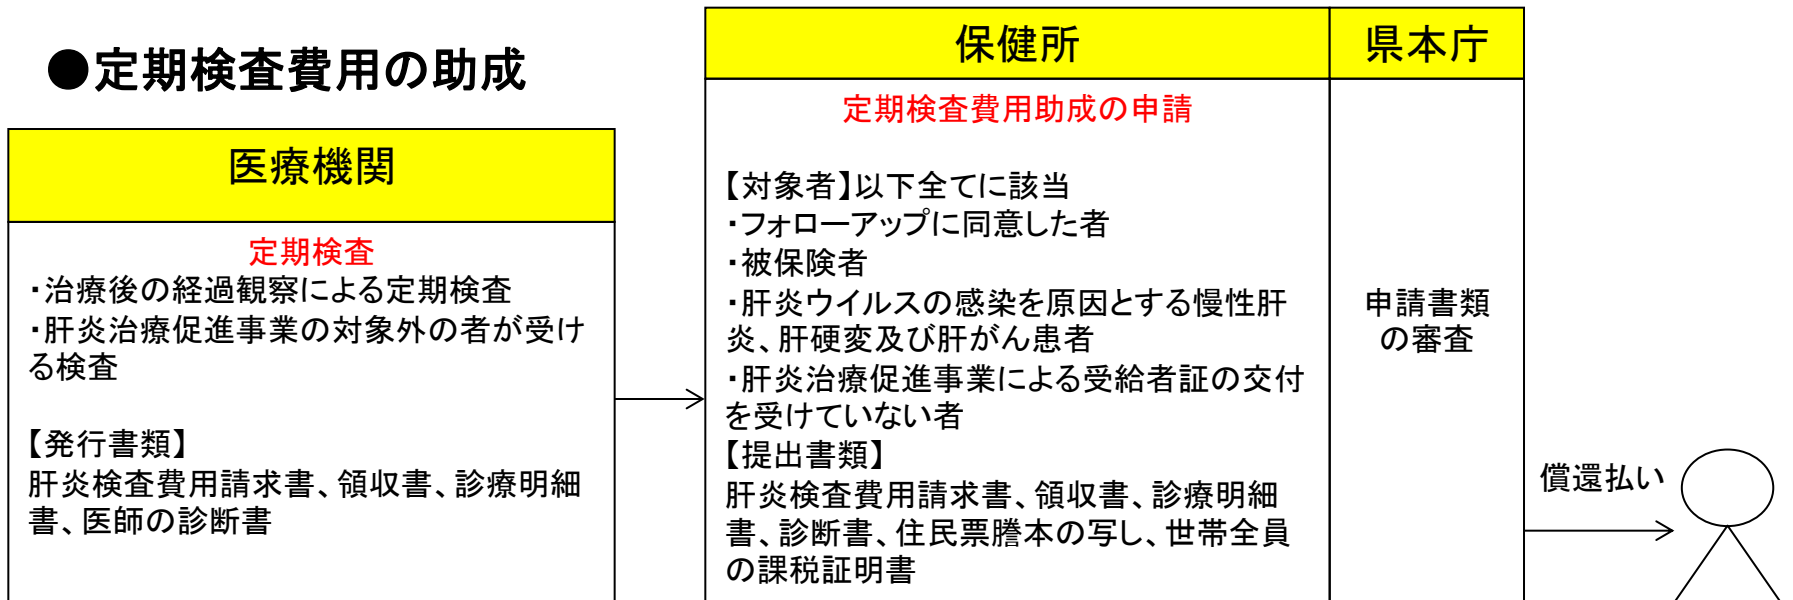 ●定期検査費用の助成
医療機関
定期検査
・治療後の経過観察による定期検査
・肝炎治療促進事業の対象外の者が受け
る検査
【発行書類】
肝炎検査費用請求書、領収書、診療明細
書、医師の診断書
保健所
定期検査費用助成の申請
【対象者】以下全てに該当
・フォローアップに同意した者
・被保険者
・肝炎ウイルスの感染を原因とする慢性肝
炎、肝硬変及び肝がん患者
・肝炎治療促進事業による受給者証の交付
を受けていない者
【提出書類】
肝炎検査費用請求書、領収書、診療明細
書、診断書、住民票謄本の写し、世帯全員
の課税証明書
県本庁
申請書類
の審査
償還払い